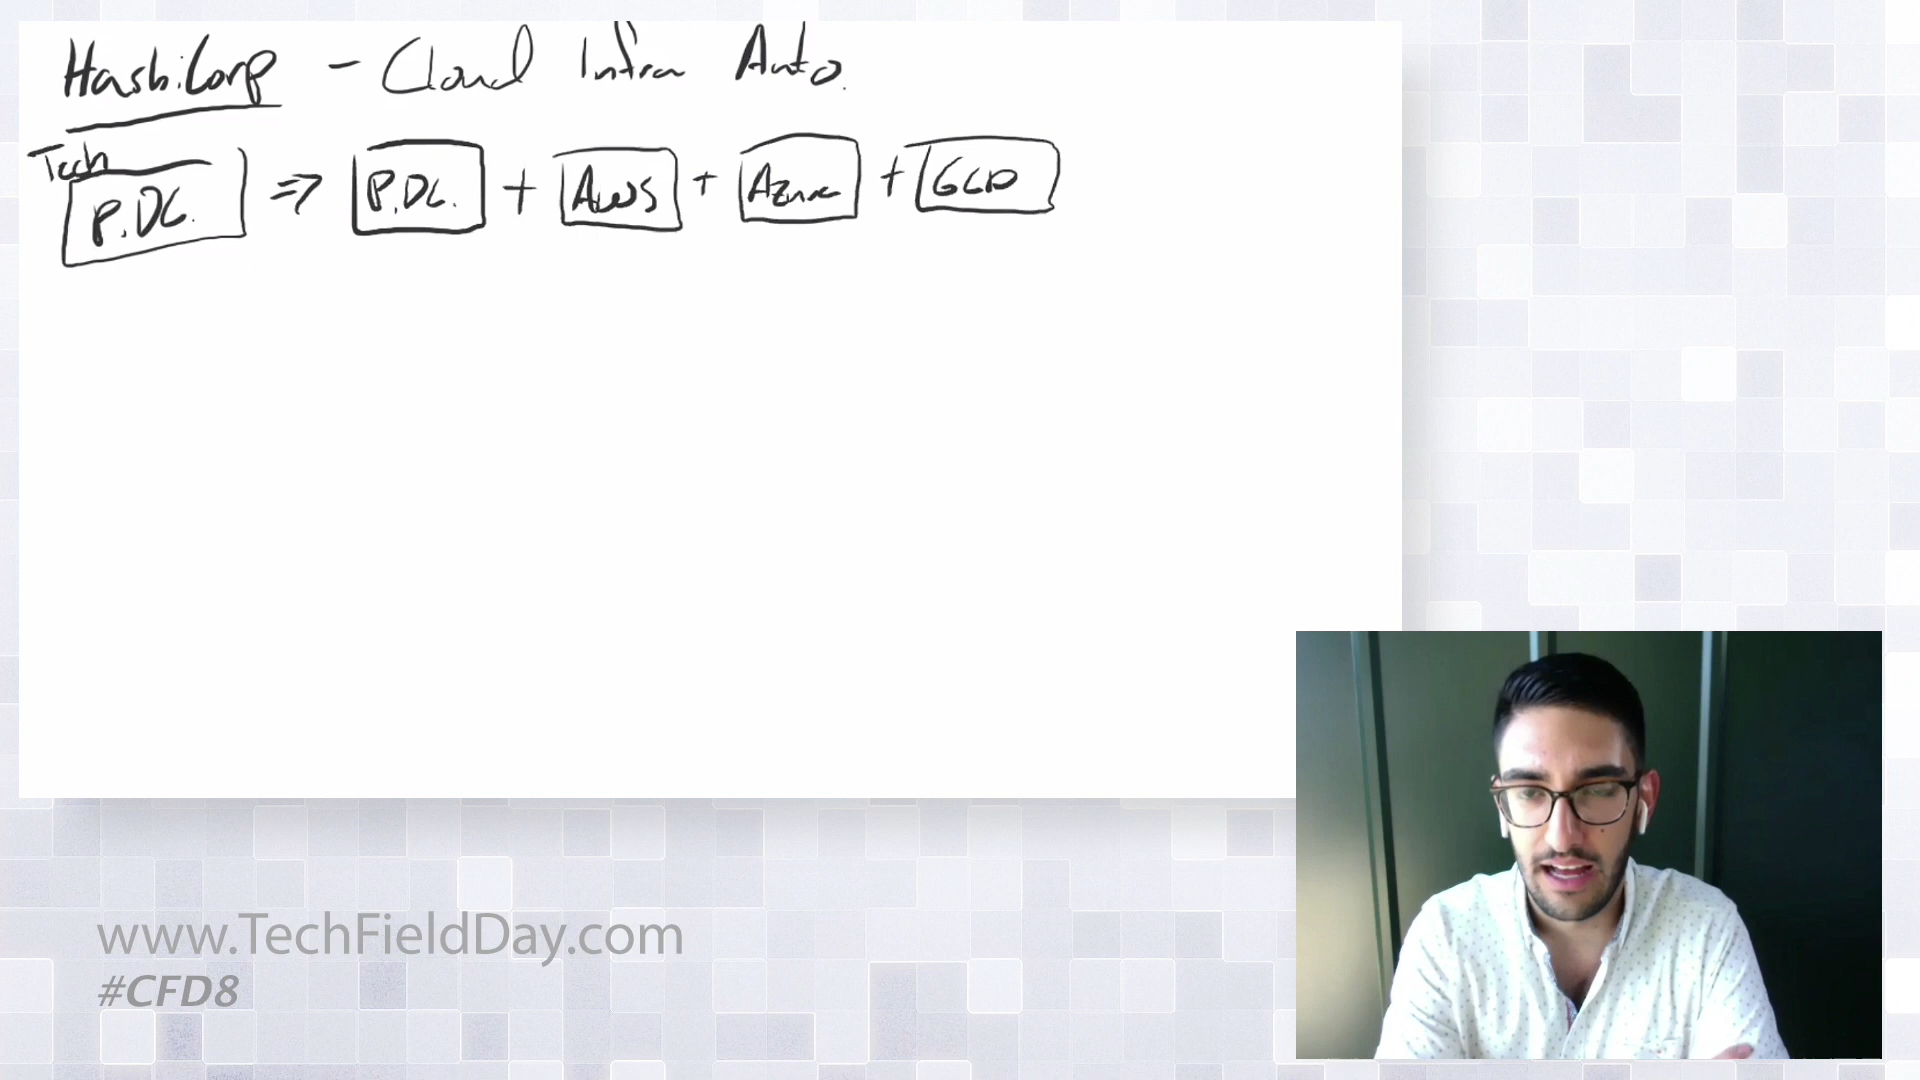 HashiCorp - Cloud Infra Auto.
Tech
P.DC. => P.DC. + AWS + Azure + GCP
www.TechFieldDay.com
#CFD8